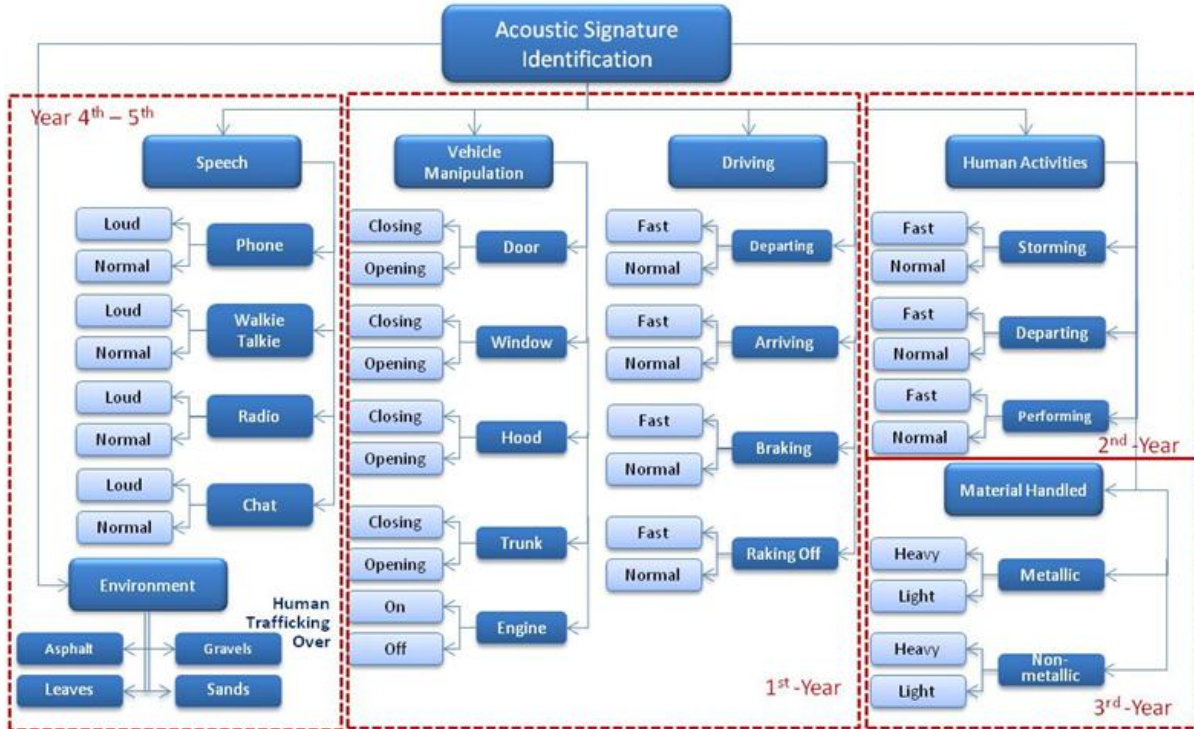 Acoustic Signature
Identification
Year 4th – 5th
Speech
Loud
Normal
Phone
Loud
Normal
Walkie
Talkie
Loud
Normal
Radio
Loud
Normal
Chat
Environment
Human
Trafficking
Over
Asphalt
Gravels
Leaves
Sands
Vehicle
Manipulation
Closing
Opening
Door
Closing
Opening
Window
Closing
Opening
Hood
Closing
Opening
Trunk
On
Off
Engine
Driving
Fast
Normal
Departing
Fast
Normal
Arriving
Fast
Normal
Braking
Fast
Normal
Raking Off
1st-Year
Human Activities
Fast
Normal
Storming
Fast
Normal
Departing
Fast
Normal
Performing
2nd-Year
Material Handled
Heavy
Light
Metallic
Heavy
Light
Non-
metallic
3rd-Year